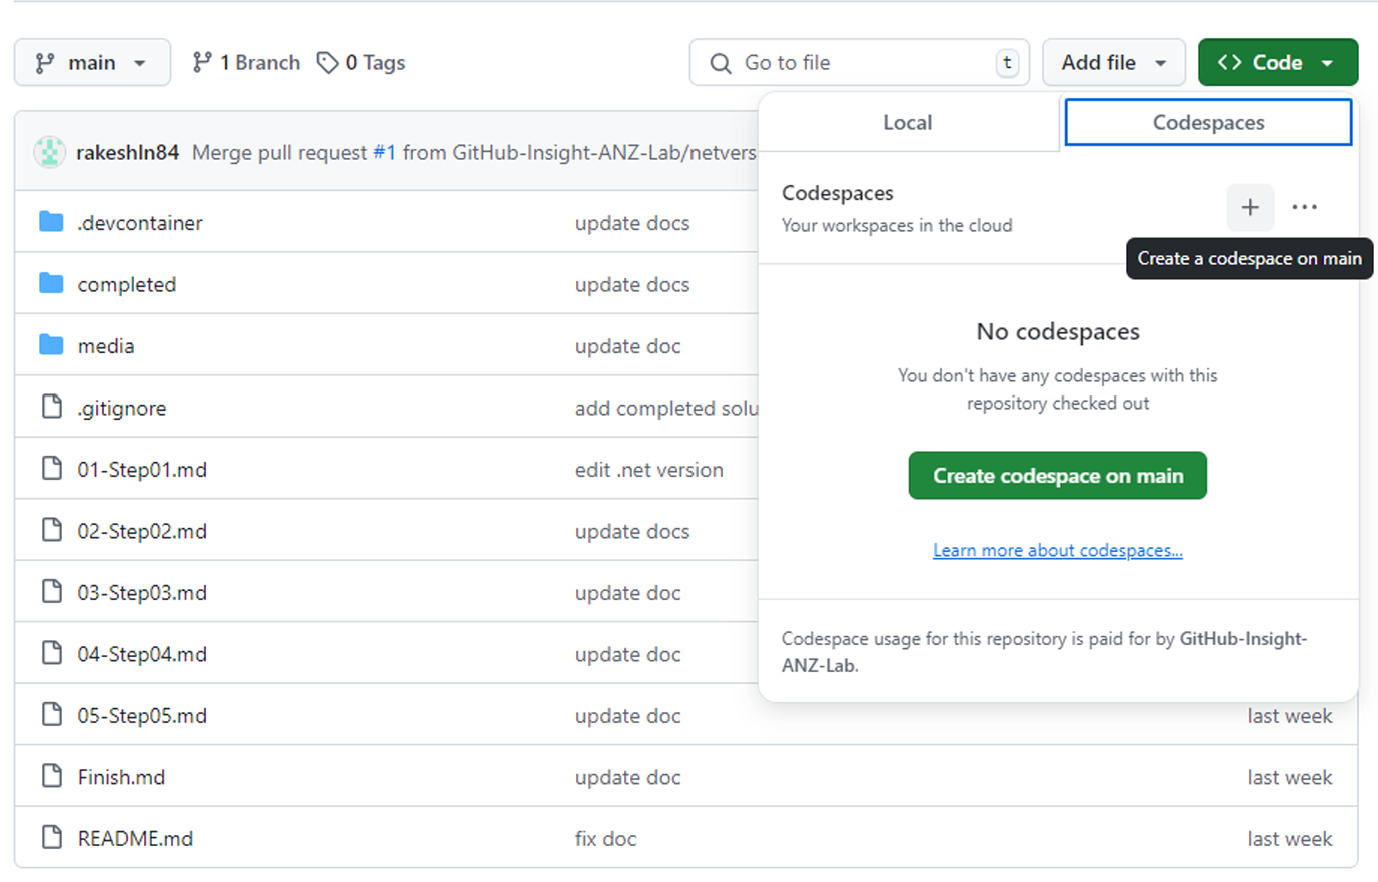 main
1 Branch
0 Tags
Go to file
t
Add file
<> Code
Local
Codespaces
rakeshln84 Merge pull request #1 from GitHub-Insight-ANZ-Lab/netvers
Codespaces
Your workspaces in the cloud
+ ...
Create a codespace on main
No codespaces
You don't have any codespaces with this
repository checked out
Create codespace on main
Learn more about codespaces...
Codespace usage for this repository is paid for by GitHub-Insight-
ANZ-Lab.
.devcontainer update docs
completed update docs
media update doc
.gitignore add completed solu
01-Step01.md edit .net version
02-Step02.md update docs
03-Step03.md update doc
04-Step04.md update doc
05-Step05.md update doc last week
Finish.md update doc last week
README.md fix doc last week